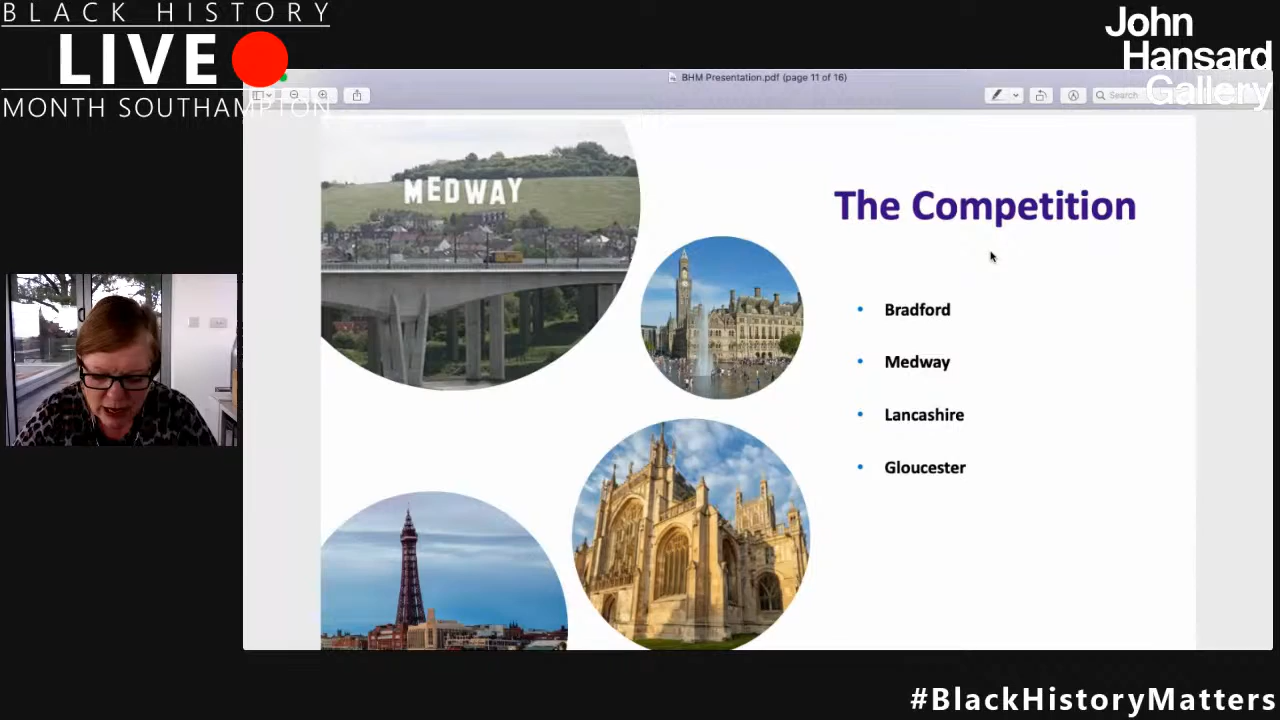 BLACK HISTORY
LIVE
MONTH SOUTHAMPTON
John
Hansard
Gallery
BHM Presentation.pdf (page 11 of 16)
Search
MEDWAY
The Competition
• Bradford
• Medway
• Lancashire
• Gloucester
#BlackHistoryMatters